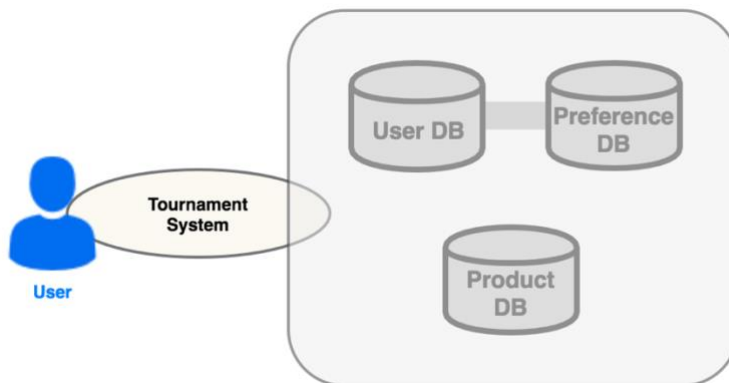 User DB
Preference
DB
Tournament
System
Product
DB
User